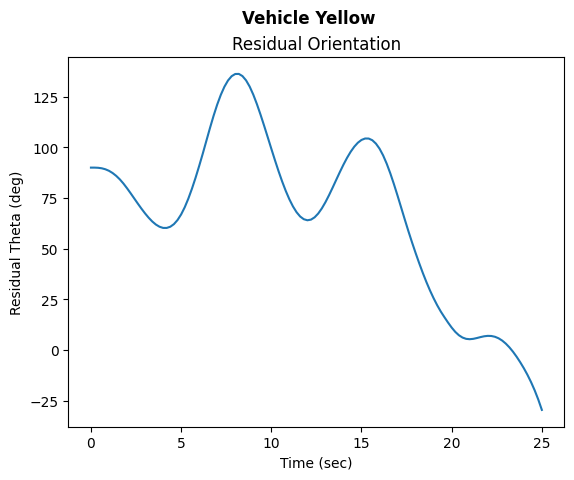 Vehicle Yellow
Residual Orientation
Residual Theta (deg)
125
100
75
50
25
0
−25
0 5 10 15 20 25
Time (sec)